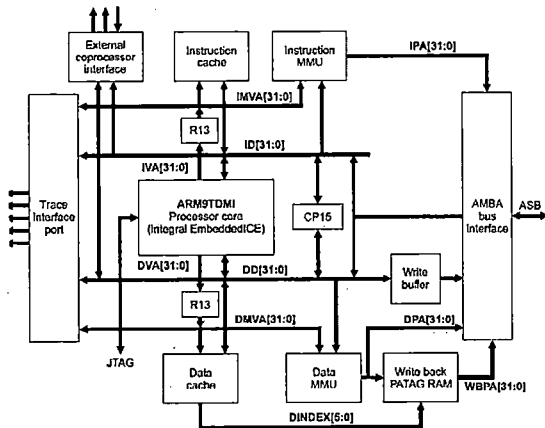 External
coprocessor
interface
Instruction
cache
Instruction
MMU
IPA[31:0]
IMVA[31:0]
R13
ID[31:0]
IVA[31:0]
Trace
Interface
port
ARM9TDMI
Processor core
(Integral EmbeddedICE)
CP15
AMBA
bus
Interface
ASB
DVA[31:0]
DD[31:0]
Write
buffer
R13
DMVA[31:0]
DPA[31:0]
JTAG
Data
cache
Data
MMU
Write back
PATAG RAM
WBPA[31:0]
DINDEX[5:0]